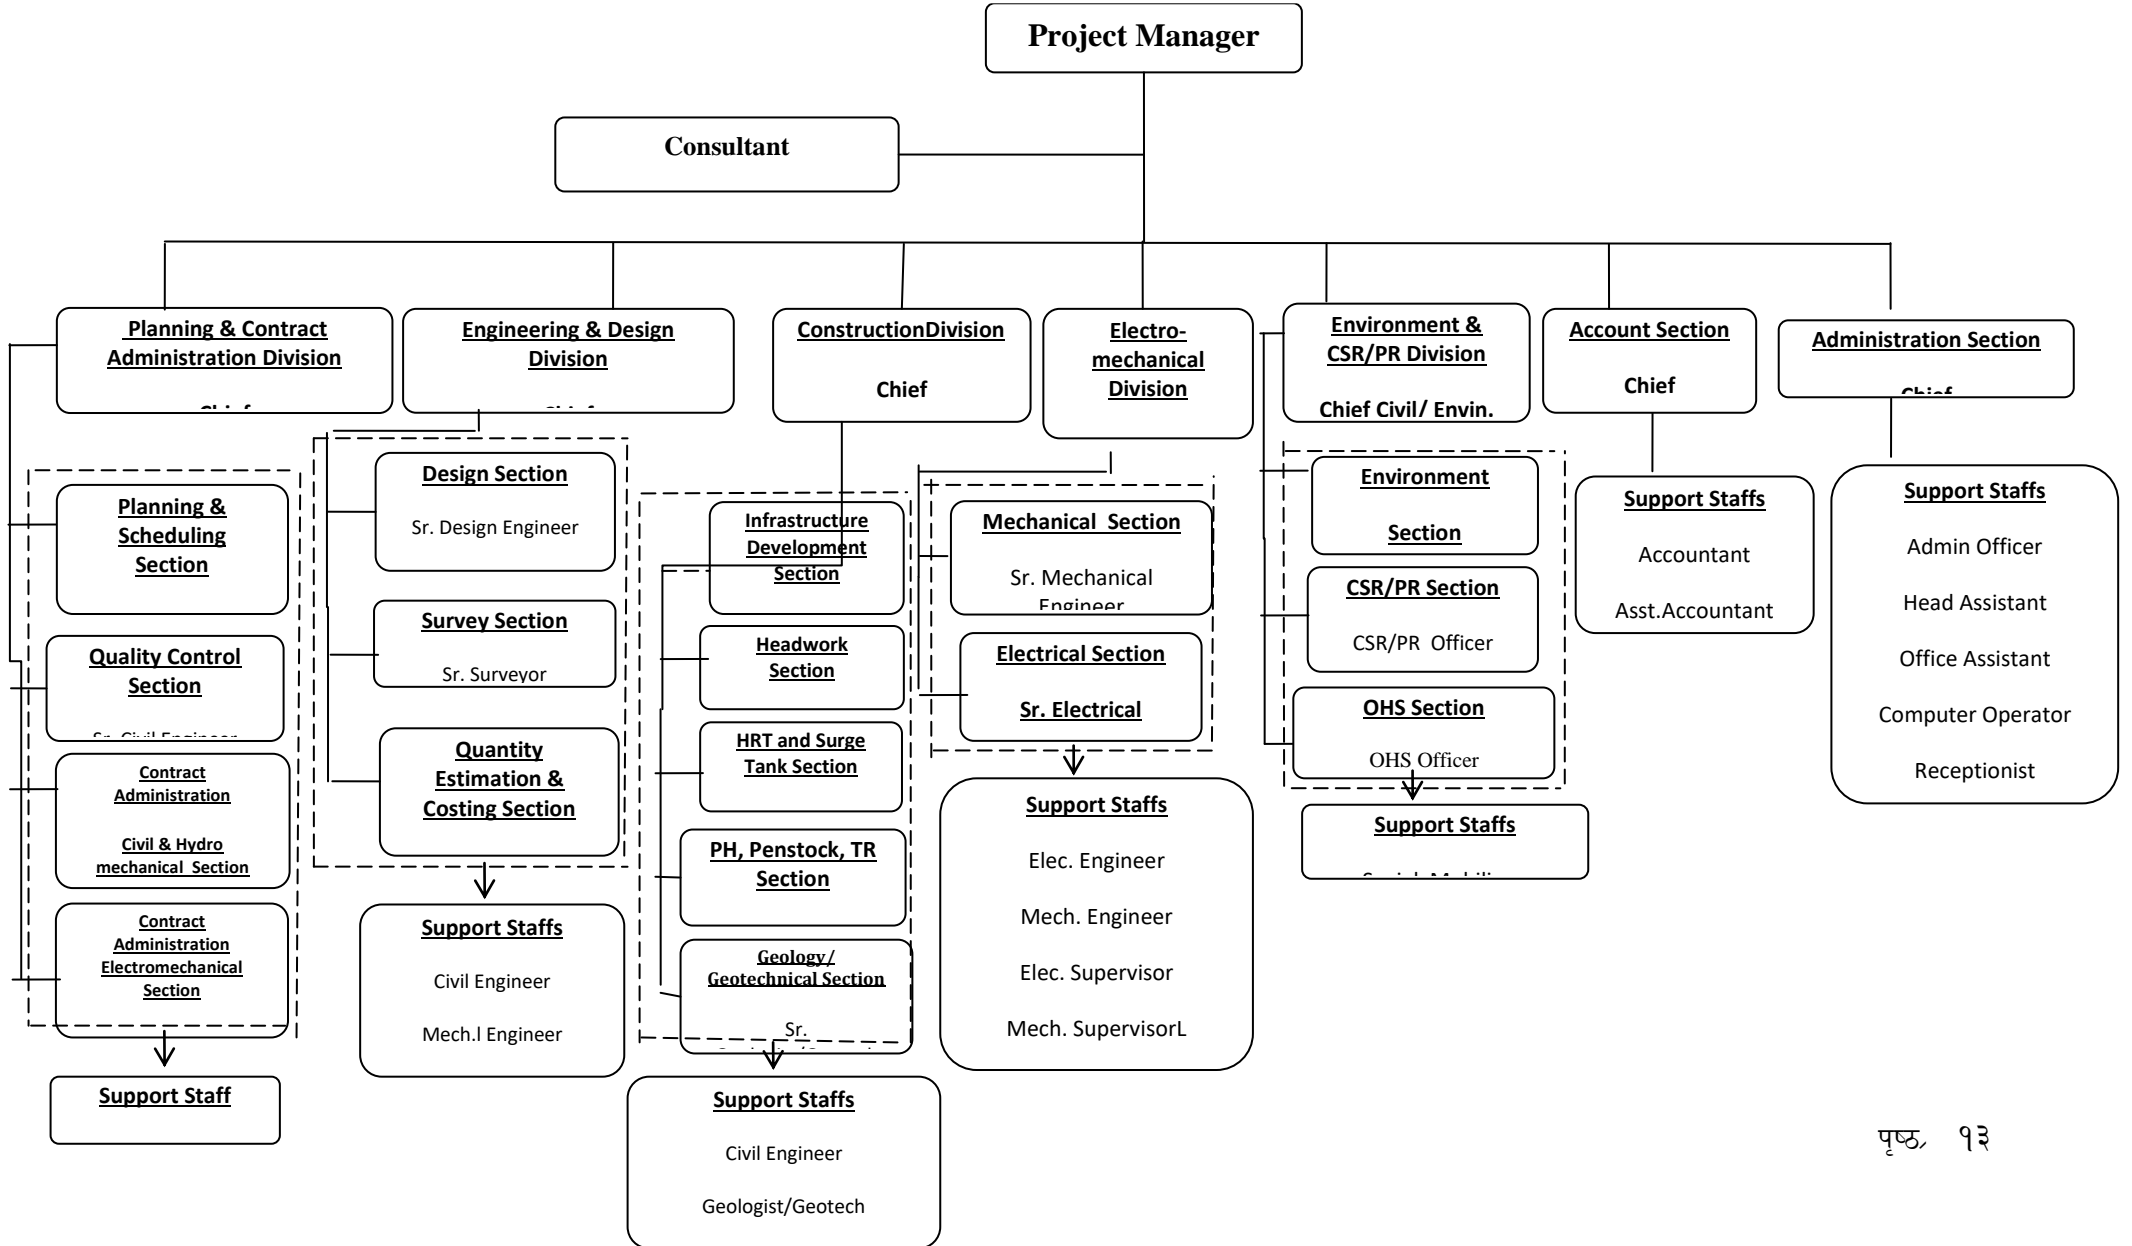 Project Manager
Consultant
Planning & Contract
Administration Division
Engineering & Design
Division
ConstructionDivision
Chief
Electro-
mechanical
Division
Environment &
CSR/PR Division
Chief Civil/ Envin.
Account Section
Chief
Administration Section
Chief
Planning &
Scheduling
Section
Quality Control
Section
Sr. Civil Engineer
Contract
Administration
Civil & Hydro
mechanical Section
Contract
Administration
Electromechanical
Section
Support Staff
Design Section
Sr. Design Engineer
Survey Section
Sr. Surveyor
Quantity
Estimation &
Costing Section
Support Staffs
Civil Engineer
Mech.l Engineer
Infrastructure
Development
Section
Headwork
Section
HRT and Surge
Tank Section
PH, Penstock, TR
Section
Geology/
Geotechnical Section
Sr.
Support Staffs
Civil Engineer
Geologist/Geotech
Mechanical Section
Sr. Mechanical
Engineer
Electrical Section
Sr. Electrical
Support Staffs
Elec. Engineer
Mech. Engineer
Elec. Supervisor
Mech. SupervisorL
Environment
Section
CSR/PR Section
CSR/PR Officer
OHS Section
OHS Officer
Support Staffs
Support Staffs
Accountant
Asst.Accountant
Support Staffs
Admin Officer
Head Assistant
Office Assistant
Computer Operator
Receptionist
पृष्ठ, १३